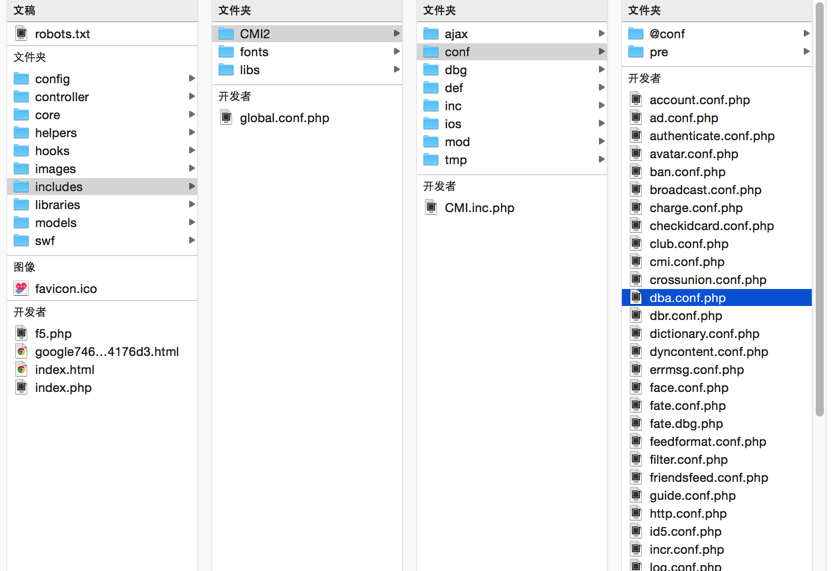 文稿
robots.txt
文件夹
config
controller
core
helpers
hooks
images
includes
libraries
models
swf
图像
favicon.ico
开发者
f5.php
google746...4176d3.html
index.html
index.php
文件夹
CMI2
fonts
libs
开发者
global.conf.php
文件夹
ajax
conf
dbg
def
inc
ios
mod
tmp
开发者
CMI.inc.php
文件夹
@conf
pre
开发者
account.conf.php
ad.conf.php
authenticate.conf.php
avatar.conf.php
ban.conf.php
broadcast.conf.php
charge.conf.php
checkidcard.conf.php
club.conf.php
cmi.conf.php
crossunion.conf.php
dba.conf.php
dbr.conf.php
dictionary.conf.php
dyncontent.conf.php
errmsg.conf.php
face.conf.php
fate.conf.php
fate.dbg.php
feedformat.conf.php
filter.conf.php
friendsfeed.conf.php
guide.conf.php
http.conf.php
id5.conf.php
incr.conf.php
log.conf.php